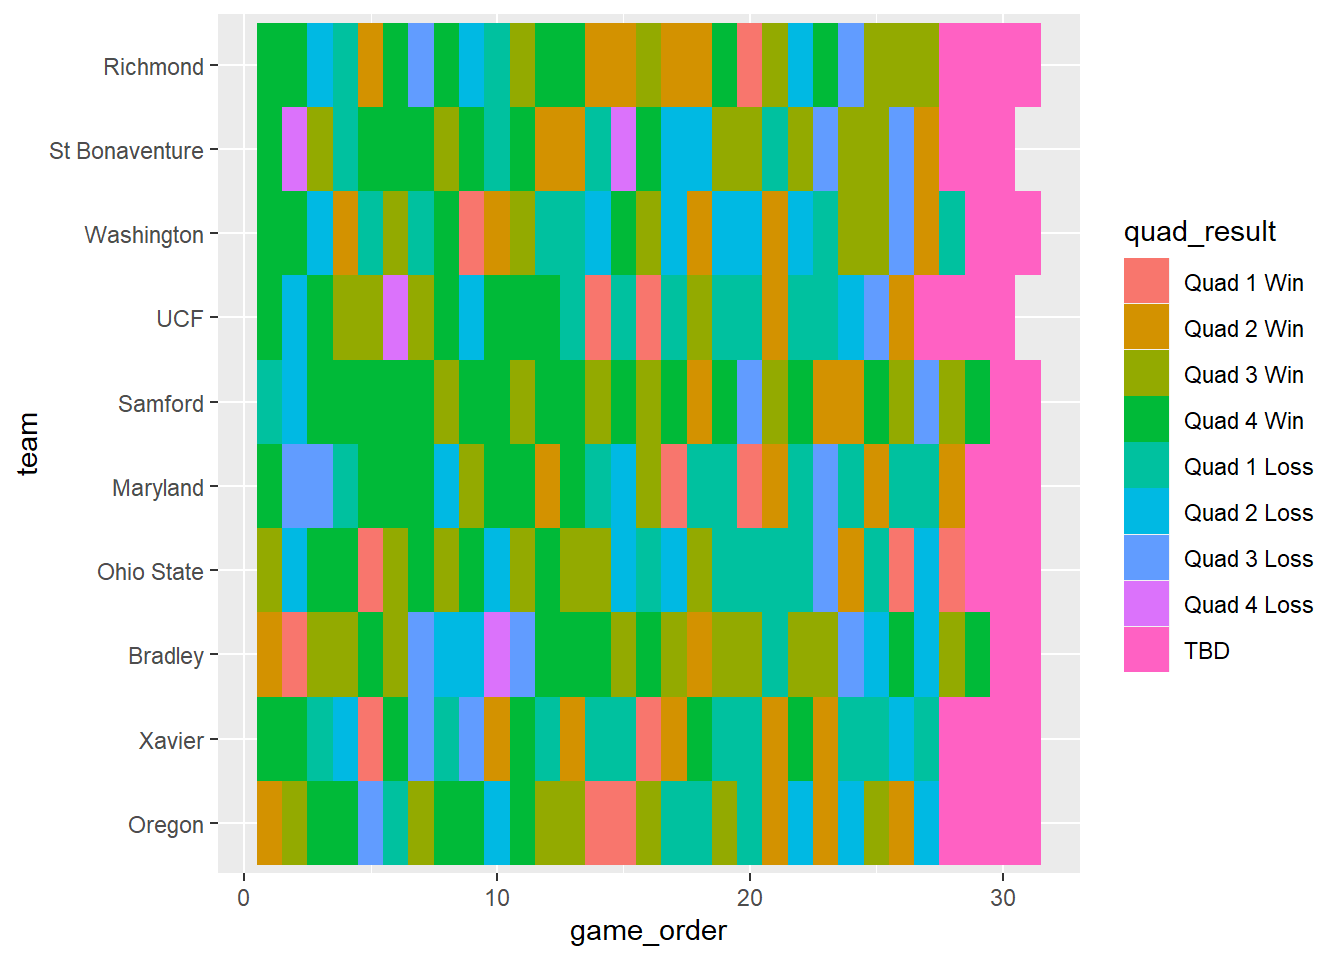 team
Richmond
St Bonaventure
Washington
UCF
Samford
Maryland
Ohio State
Bradley
Xavier
Oregon
0
10
20
30
game_order
quad_result
Quad 1 Win
Quad 2 Win
Quad 3 Win
Quad 4 Win
Quad 1 Loss
Quad 2 Loss
Quad 3 Loss
Quad 4 Loss
TBD